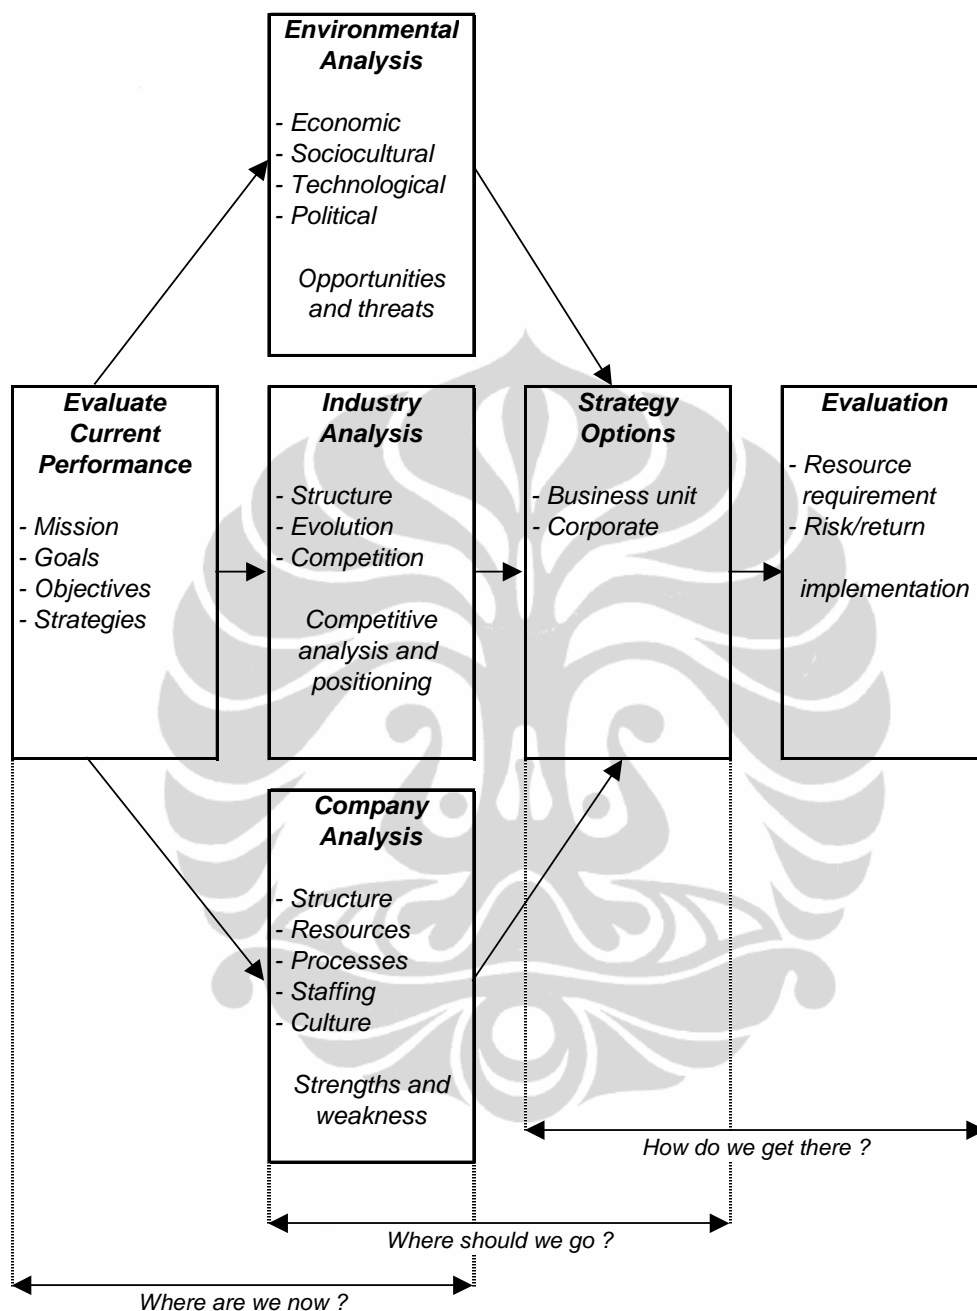 Environmental
Analysis
- Economic
- Sociocultural
- Technological
- Political
Opportunities
and threats
Evaluate
Current
Performance
- Mission
- Goals
- Objectives
- Strategies
Industry
Analysis
- Structure
- Evolution
- Competition
Competitive
analysis and
positioning
Strategy
Options
- Business unit
- Corporate
Evaluation
- Resource
requirement
- Risk/return
implementation
Company
Analysis
- Structure
- Resources
- Processes
- Staffing
- Culture
Strengths and
weakness
How do we get there ?
Where should we go ?
Where are we now ?